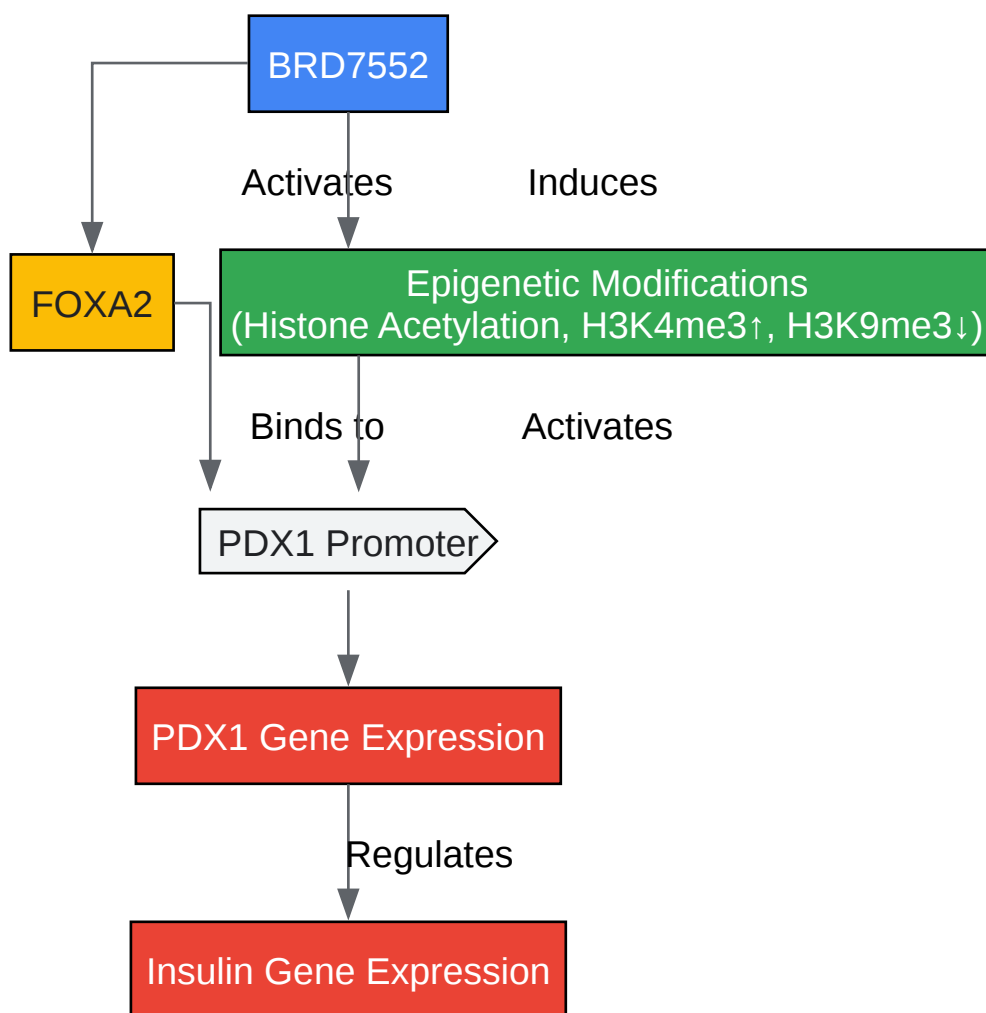 BRD7552
Activates
Induces
FOXA2
Epigenetic Modifications
(Histone Acetylation, H3K4me3↑, H3K9me3↓)
Binds to
Activates
PDX1 Promoter
PDX1 Gene Expression
Regulates
Insulin Gene Expression